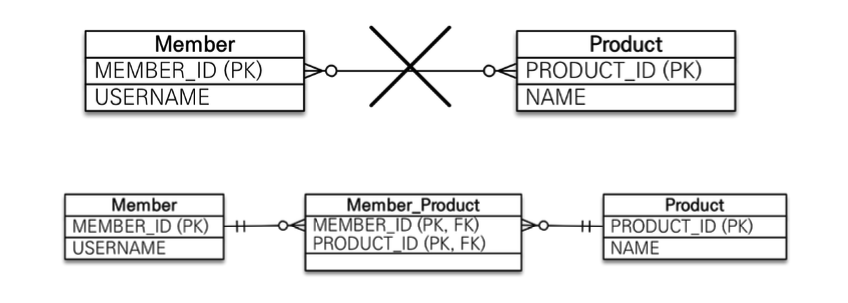 Member
MEMBER_ID (PK)
USERNAME
Product
PRODUCT_ID (PK)
NAME
Member
MEMBER_ID (PK)
USERNAME
Member_Product
MEMBER_ID (PK, FK)
PRODUCT_ID (PK, FK)
Product
PRODUCT_ID (PK)
NAME